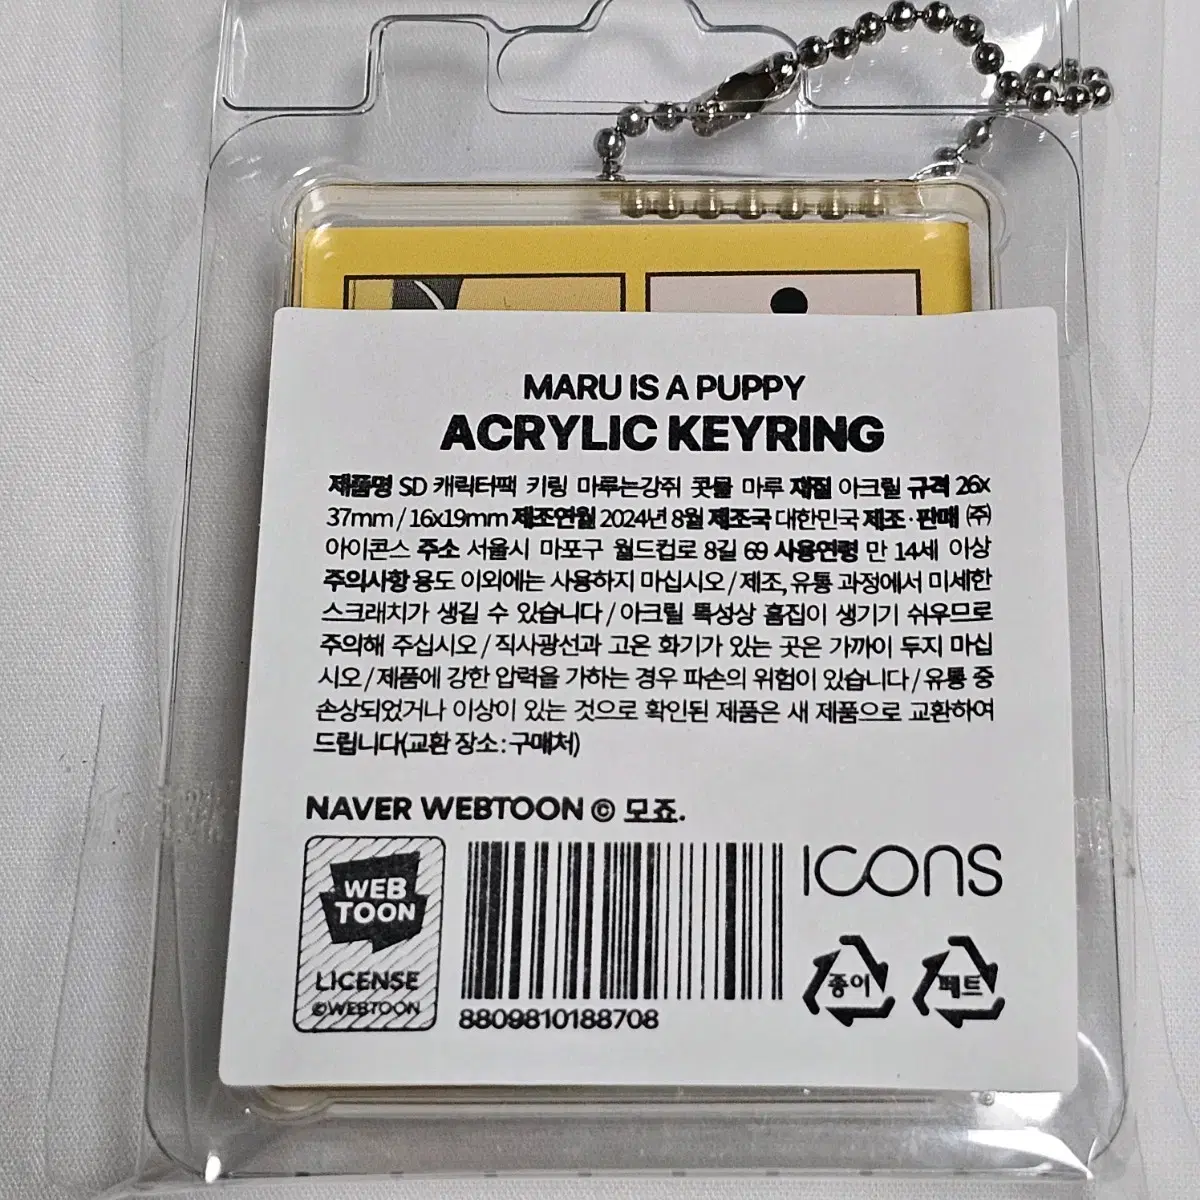 MARU IS A PUPPY
ACRYLIC KEYRING
제품명 SD 캐릭터팩 키링 마루는강쥐 콧물 마루 재질 아크릴 규격 26x
37mm / 16x19mm 제조연월 2024년 8월 제조국 대한민국 제조·판매 ㈜
아이콘스 주소 서울시 마포구 월드컵로 8길 69 사용연령 만 14세 이상
주의사항 용도 이외에는 사용하지 마십시오 / 제조, 유통 과정에서 미세한
스크래치가 생길 수 있습니다 / 아크릴 특성상 흠집이 생기기 쉬우므로
주의해 주십시오 / 직사광선과 고온 화기가 있는 곳은 가까이 두지 마십
시오 / 제품에 강한 압력을 가하는 경우 파손의 위험이 있습니다 / 유통 중
손상되었거나 이상이 있는 것으로 확인된 제품은 새 제품으로 교환하여
드립니다(교환 장소 : 구매처)
NAVER WEBTOON © 모죠.
WEB
TOON
LICENSE
©WEBTOON
8809810188708
ICONS
종이
페트